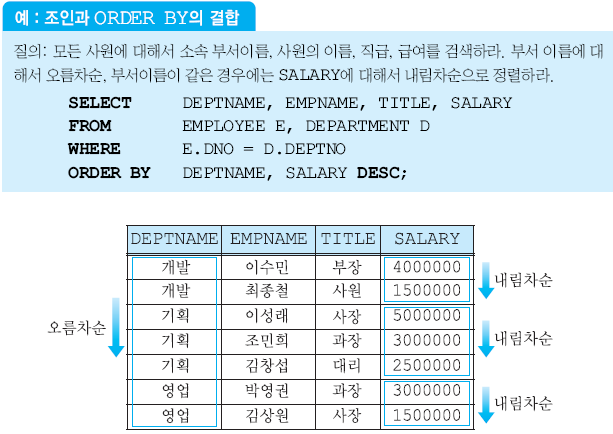 예 : 조인과 ORDER BY의 결합
질의: 모든 사원에 대해서 소속 부서이름, 사원의 이름, 직급, 급여를 검색하라. 부서 이름에 대
해서 오름차순, 부서이름이 같은 경우에는 SALARY에 대해서 내림차순으로 정렬하라.
SELECT DEPTNAME, EMPNAME, TITLE, SALARY
FROM EMPLOYEE E, DEPARTMENT D
WHERE E.DNO = D.DEPTNO
ORDER BY DEPTNAME, SALARY DESC;
DEPTNAME EMPNAME TITLE SALARY
개발 이수민 부장 4000000
개발 최종철 사원 1500000
기획 이성래 사장 5000000
기획 조민희 과장 3000000
기획 김창섭 대리 2500000
영업 박영권 과장 3000000
영업 김상원 사장 1500000
오름차순
내림차순
내림차순
내림차순